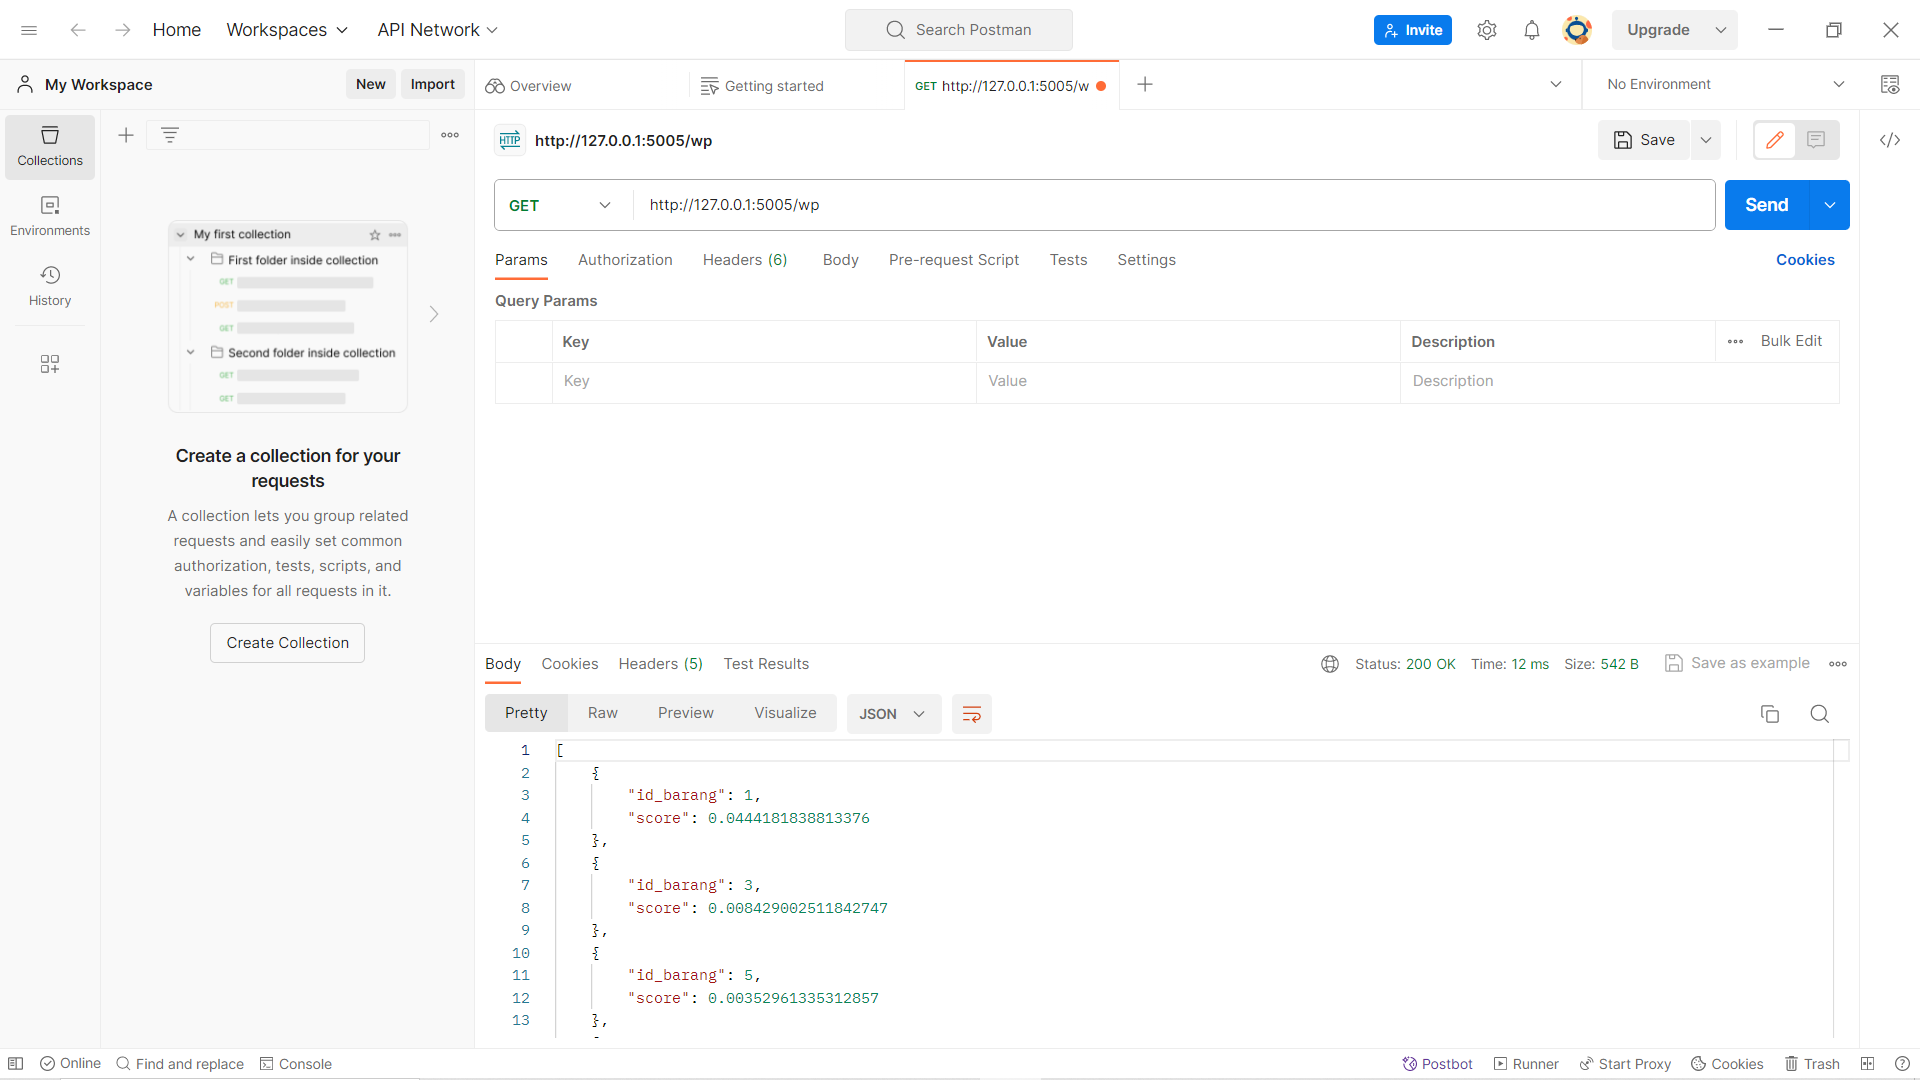 Home Workspaces API Network Search Postman Invite Upgrade
My Workspace New Import Overview Getting started GET http://127.0.0.1:5005/w No Environment
Collections
Environments
History
My first collection
First folder inside collection
GET
POST
GET
Second folder inside collection
GET
GET
Create a collection for your
requests
A collection lets you group related
requests and easily set common
authorization, tests, scripts, and
variables for all requests in it.
Create Collection
HTTP http://127.0.0.1:5005/wp Save
GET http://127.0.0.1:5005/wp Send
Params Authorization Headers (6) Body Pre-request Script Tests Settings Cookies
Query Params
Key Value Description Bulk Edit
Key Value Description
Body Cookies Headers (5) Test Results Status: 200 OK Time: 12 ms Size: 542 B Save as example
Pretty Raw Preview Visualize JSON
1 [
2 {
3 "id_barang": 1,
4 "score": 0.0444181838813376
5 },
6 {
7 "id_barang": 3,
8 "score": 0.008429002511842747
9 },
10 {
11 "id_barang": 5,
12 "score": 0.00352961335312857
13 },
Online Find and replace Console Postbot Runner Start Proxy Cookies Trash